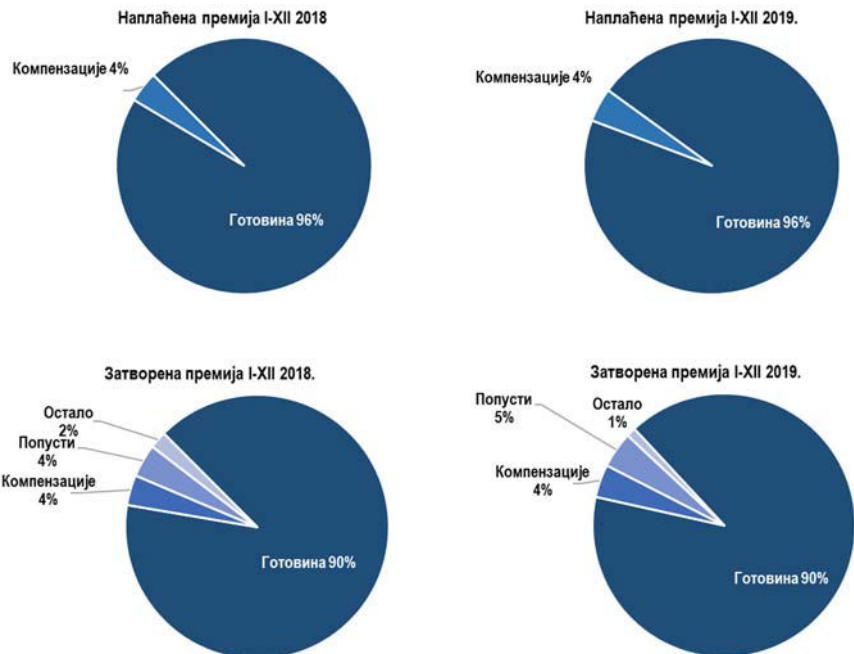 Наплаћена премија I-XII 2018
Компензације 4%
Готовина 96%
Наплаћена премија I-XII 2019.
Компензације 4%
Готовина 96%
Затворена премија I-XII 2018.
Остало
2%
Попусти
4%
Компензације
4%
Готовина 90%
Затворена премија I-XII 2019.
Попусти
5%
Остало
1%
Компензације
4%
Готовина 90%